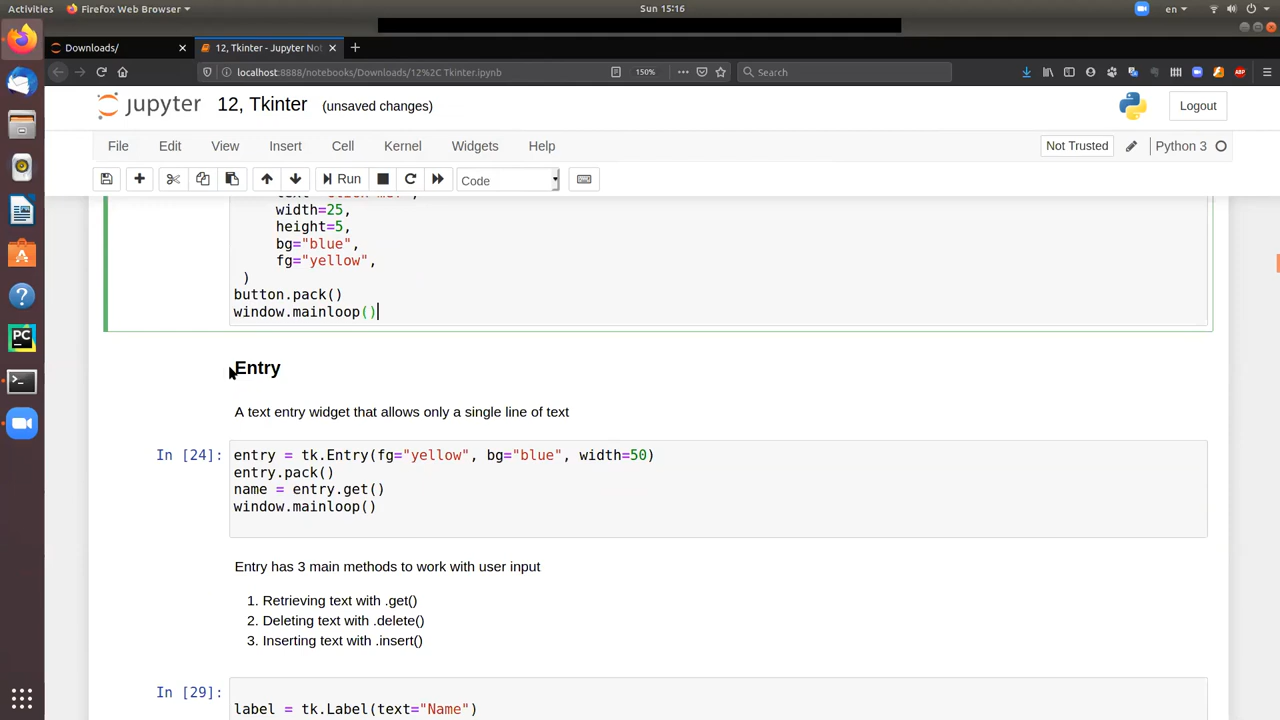 Activities
Firefox Web Browser
Sun 15:16
en
Downloads/
12, Tkinter - Jupyter No
localhost:8888/notebooks/Downloads/12%2C Tkinter.ipynb
150%
Search
ABP
jupyter
12, Tkinter
(unsaved changes)
Logout
File
Edit
View
Insert
Cell
Kernel
Widgets
Help
Not Trusted
Python 3
Run
Code
width=25,
height=5,
bg="blue",
fg="yellow",
)
button.pack()
window.mainloop()
Entry
A text entry widget that allows only a single line of text
In [24]:
entry = tk.Entry(fg="yellow", bg="blue", width=50)
entry.pack()
name = entry.get()
window.mainloop()
Entry has 3 main methods to work with user input
1. Retrieving text with .get()
2. Deleting text with .delete()
3. Inserting text with .insert()
In [29]:
label = tk.Label(text="Name")
PC